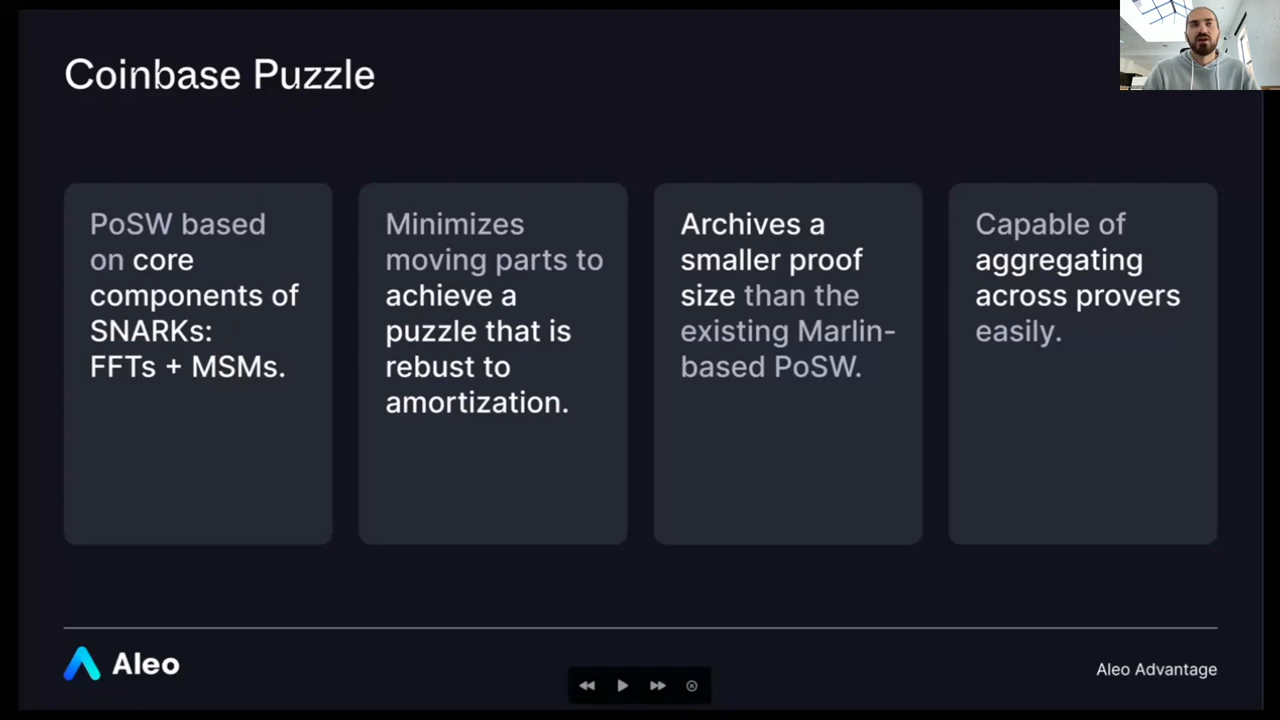 Coinbase Puzzle
PoSW based
on core
components of
SNARKs:
FFTs + MSMs.
Minimizes
moving parts to
achieve a
puzzle that is
rebust to
amortization.
Archives a
smaller proof
size than the
existing Marlin-
based PoSW.
Capable of
aggregating
across provers
easily.
Aleo
Aleo Advantage